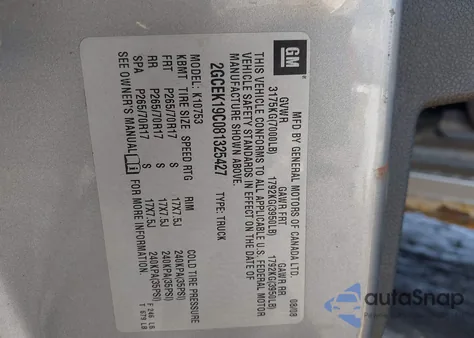 GM
MFD BY GENERAL MOTORS OF CANADA LTD. 08/08
GVWR GAWR FRT GAWR RR
3175KG(7000LB) 1792KG(3950LB) 1792KG(3950LB)
THIS VEHICLE CONFORMS TO ALL APPLICABLE U.S. FEDERAL MOTOR
VEHICLE SAFETY STANDARDS IN EFFECT ON THE DATE OF
MANUFACTURE SHOWN ABOVE.
2GCEK19C081325427 TYPE: TRUCK
MODEL: K10753
KBMT TIRE SIZE SPEED RTG RIM COLD TIRE PRESSURE
FRT P265/70R17 S 17X7.5J 240KPA(35PSI)
RR P265/70R17 S 17X7.5J 240KPA(35PSI)
SPA P265/70R17 S 17X7.5J 240KPA(35PSI)
SEE OWNER'S MANUAL FOR MORE INFORMATION.
autoSnap